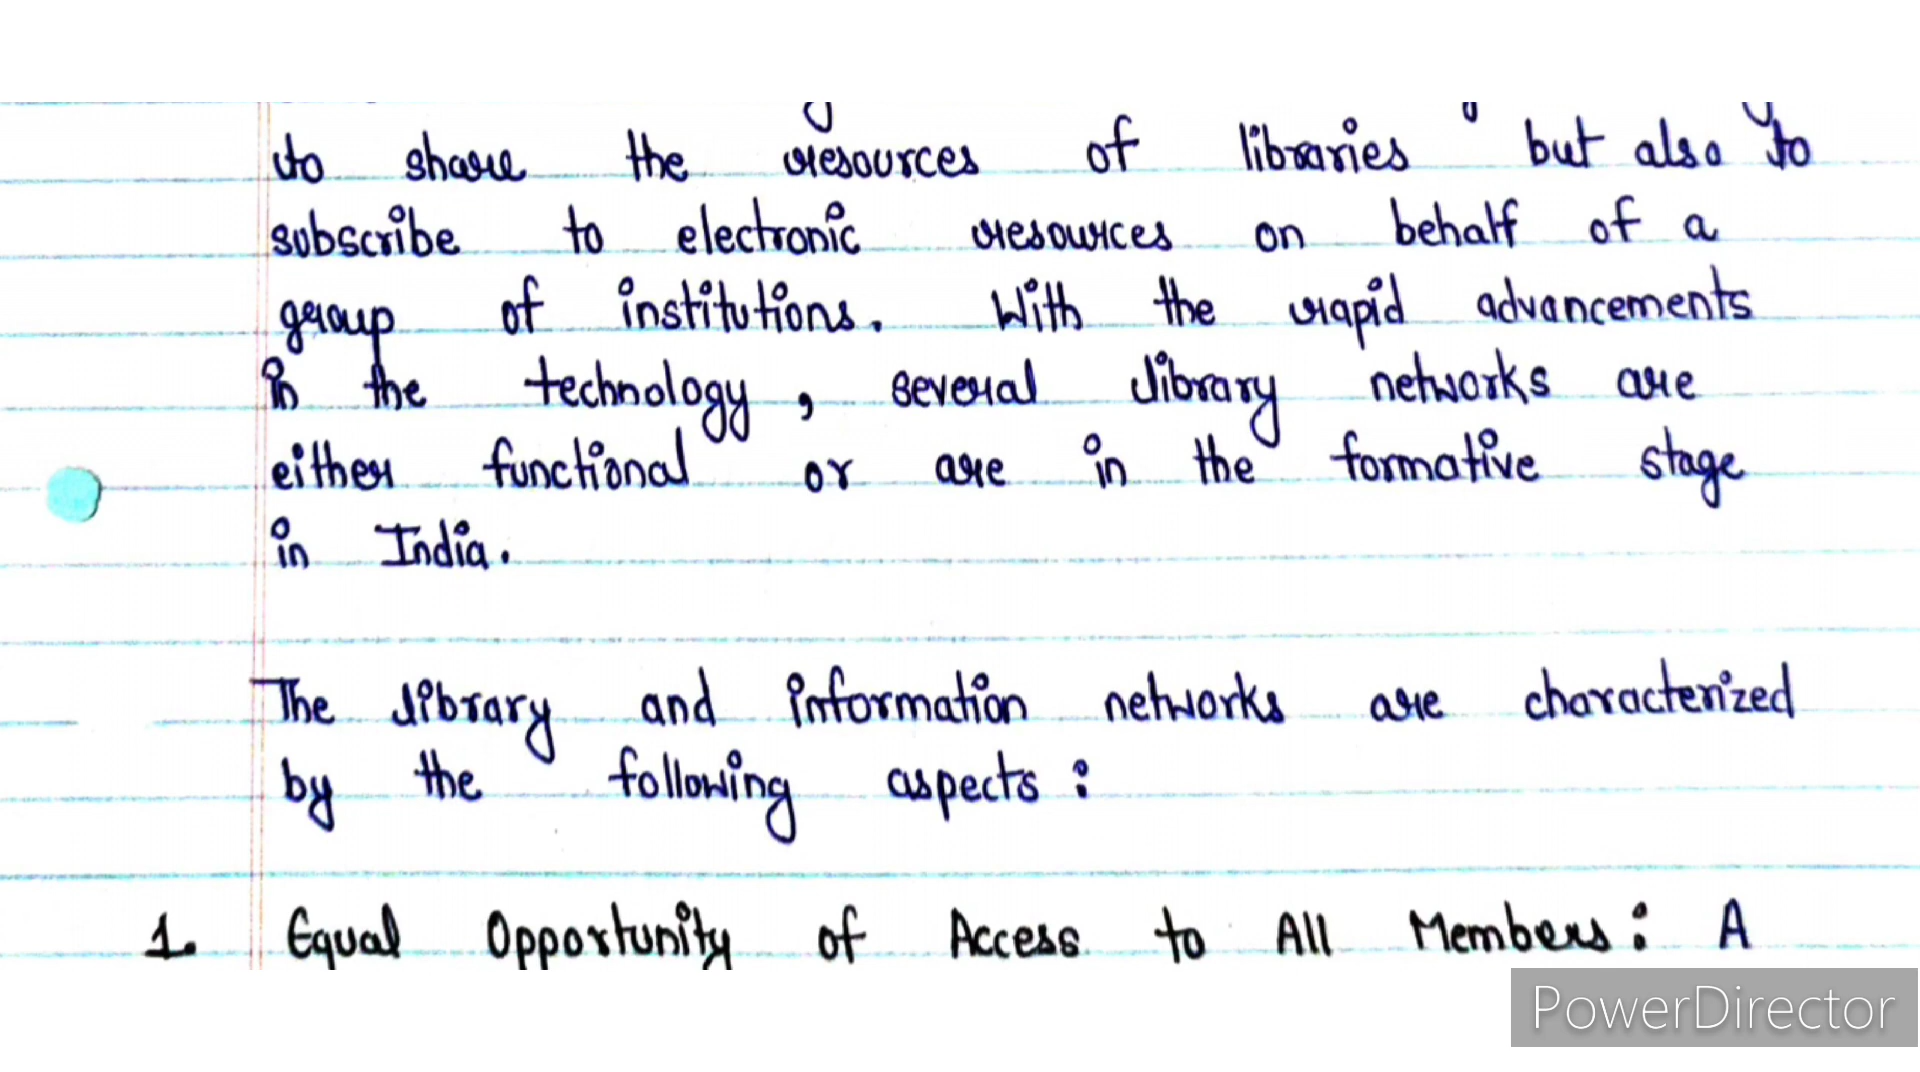 to share the resources of libraries but also to
subscribe to electronic resources on behalf of a
group of institutions. With the rapid advancements
in the technology, several library networks are
either functional or are in the formative stage
in India.
The library and information networks are characterized
by the following aspects:
1. Equal Opportunity of Access to All Members: A
PowerDirector